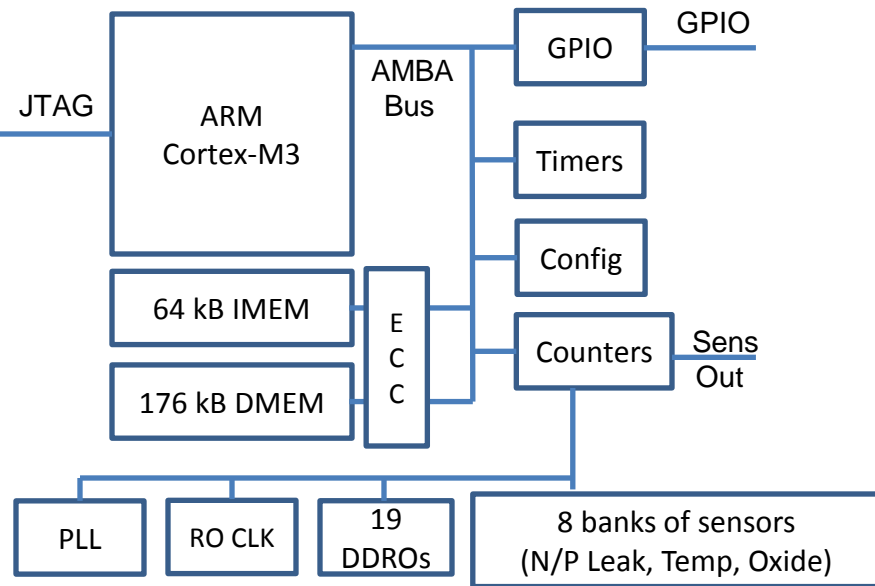 JTAG
ARM
Cortex-M3
AMBA
Bus
GPIO
GPIO
Timers
Config
64 kB IMEM
176 kB DMEM
E
C
C
Counters
Sens
Out
PLL
RO CLK
19
DDROs
8 banks of sensors
(N/P Leak, Temp, Oxide)